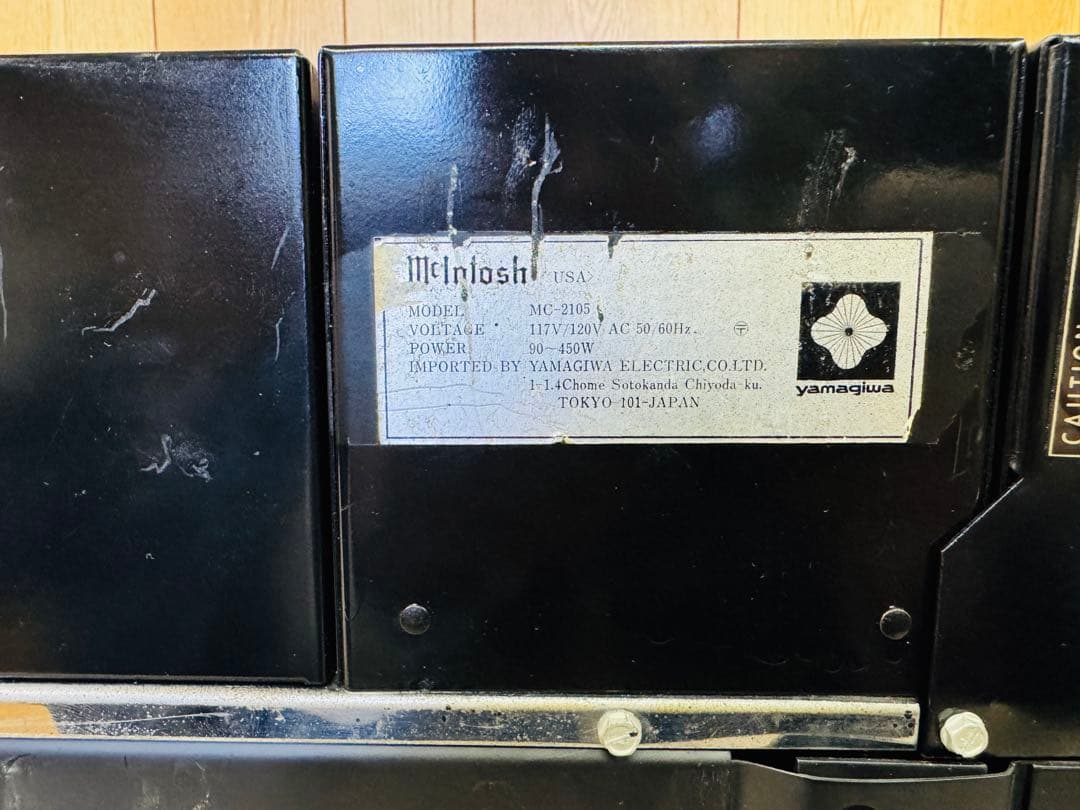 McIntosh <USA>
MODEL MC-2105
VOLTAGE 117V/120V AC 50/60Hz. 〒
POWER 90~450W
IMPORTED BY YAMAGIWA ELECTRIC,CO.LTD.
1-1.4Chome Sotokanda Chiyoda ku.
TOKYO 101-JAPAN
yamagiwa
CAUTION